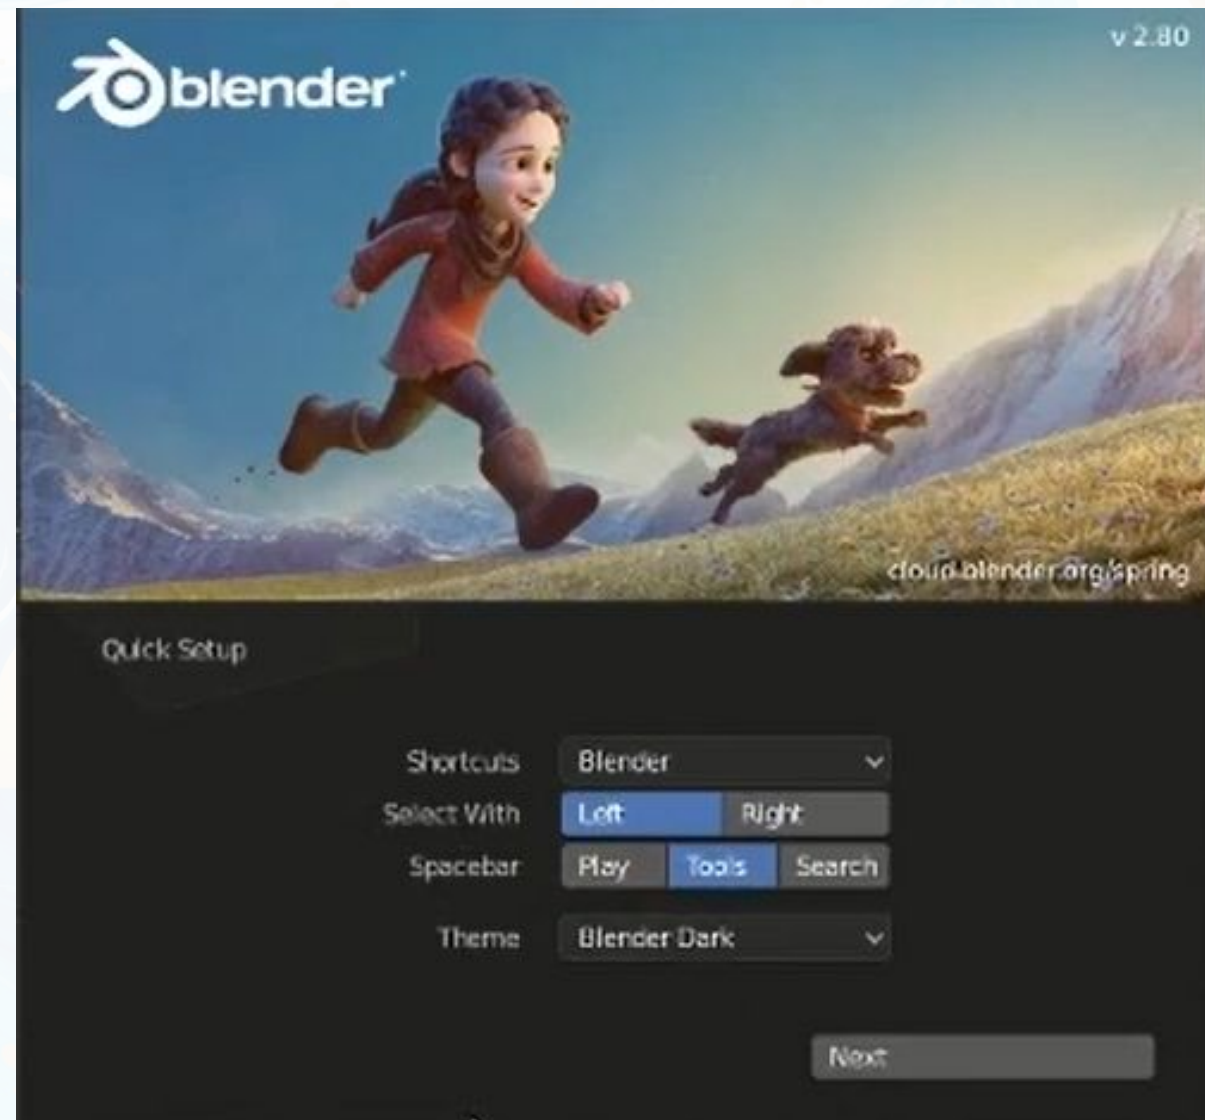 v 2.80
blender
cloud.blender.org/spring
Quick Setup
Shortcuts Blender
Select With Left Right
Spacebar Play Tools Search
Theme Blender Dark
Next